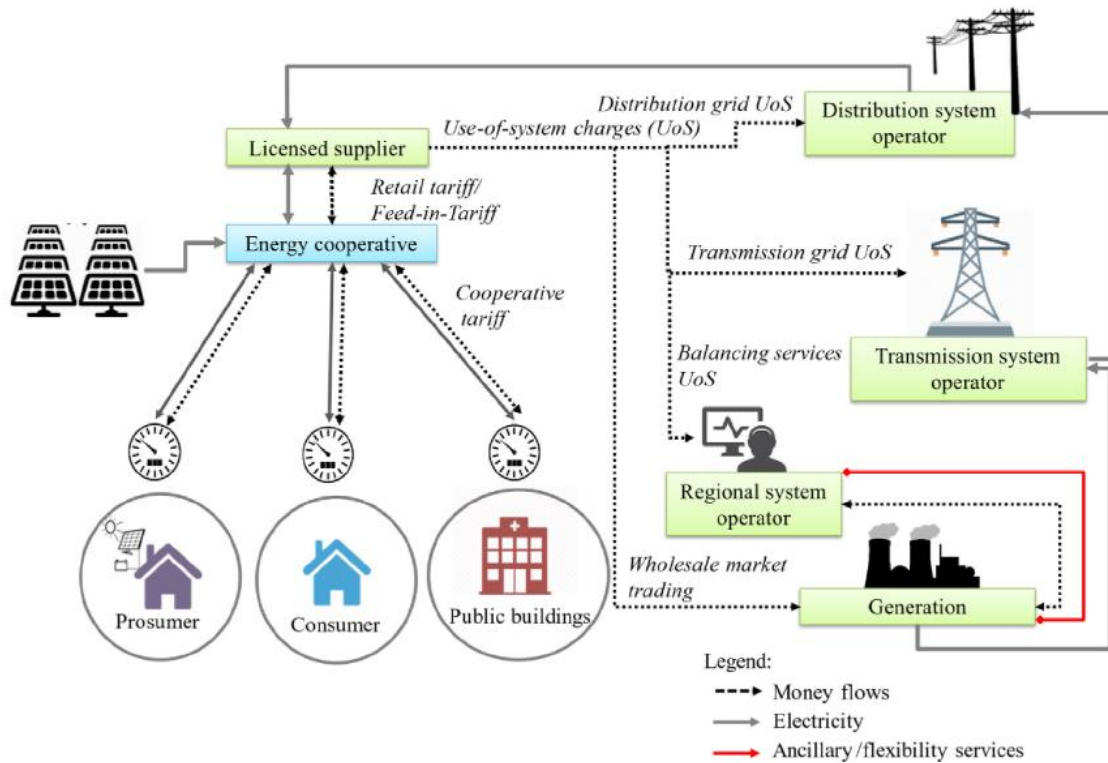 Distribution grid UoS
Distribution system
operator
Use-of-system charges (UoS)
Licensed supplier
Retail tariff/
Feed-in-Tariff
Energy cooperative
Transmission grid UoS
Cooperative
tariff
Balancing services
UoS
Transmission system
operator
Regional system
operator
Wholesale market
trading
Generation
Prosumer
Consumer
Public buildings
Legend:
Money flows
Electricity
Ancillary/flexibility services